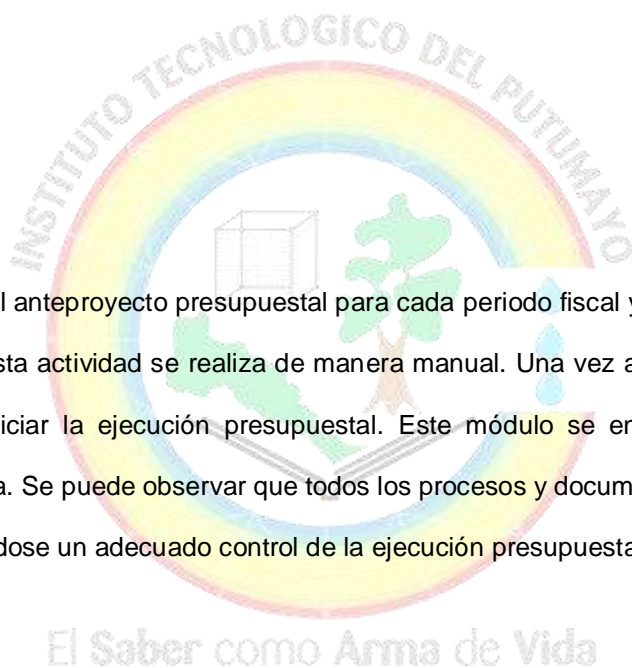 INSTITUTO TECNOLOGICO DEL PUTUMAYO
l anteproyecto presupuestal para cada periodo fiscal y
sta actividad se realiza de manera manual. Una vez a
iciar la ejecución presupuestal. Este módulo se en
a. Se puede observar que todos los procesos y docum
dose un adecuado control de la ejecución presupuesta
El Saber como Arma de Vida